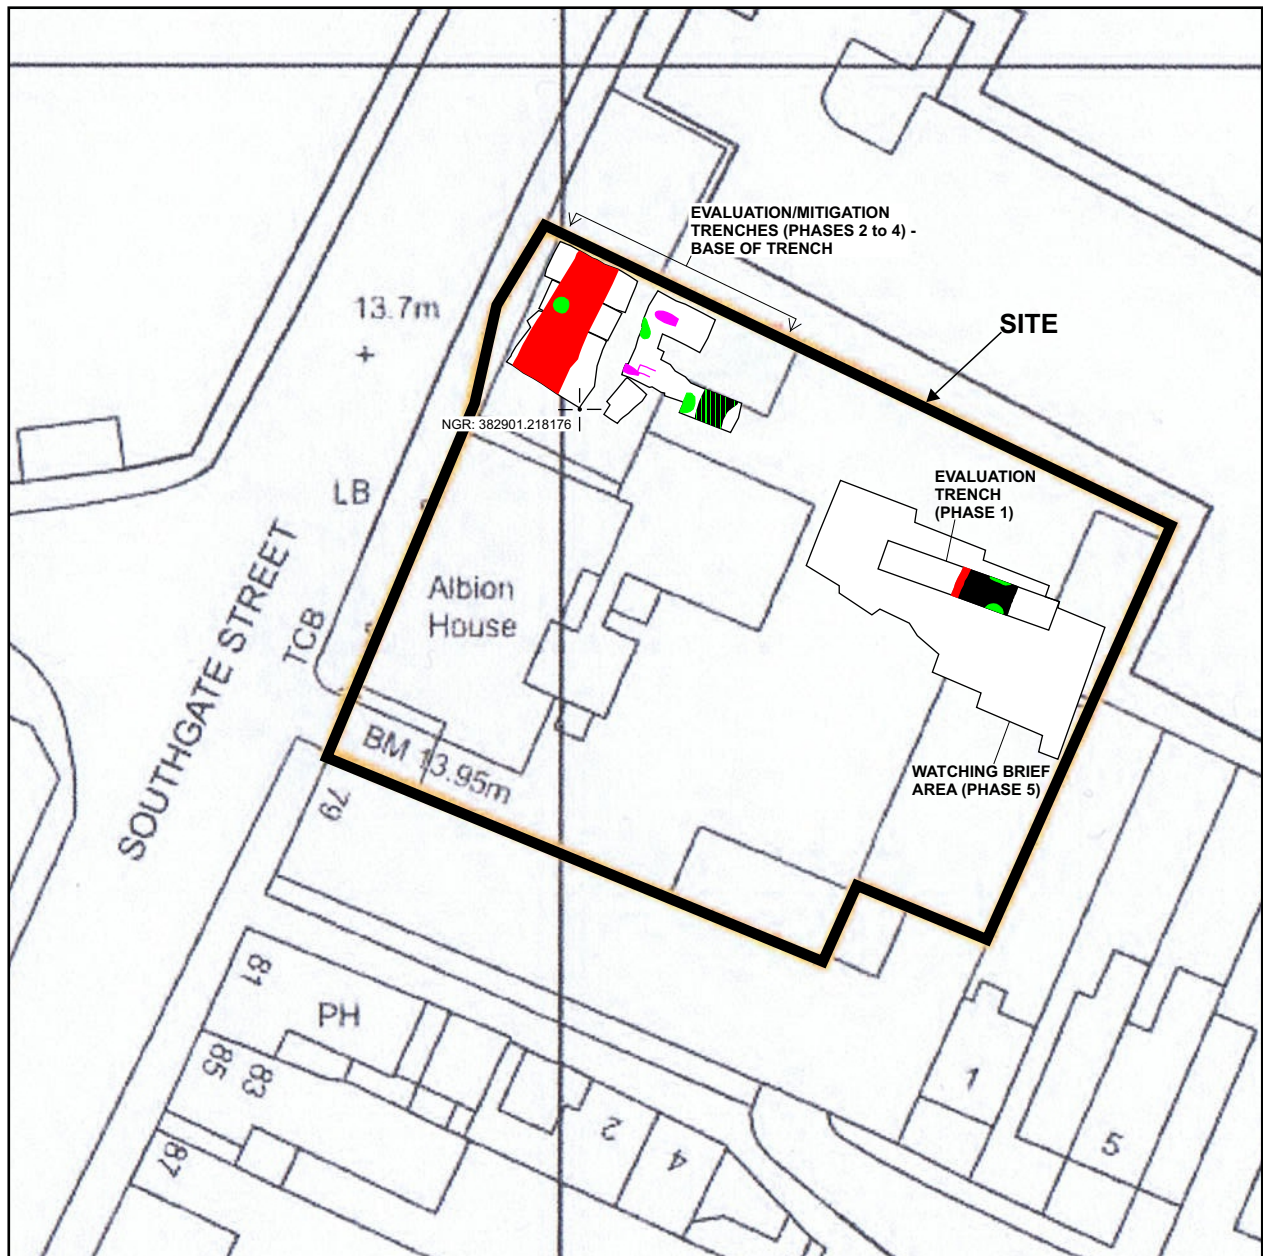 EVALUATION/MITIGATION
TRENCHES (PHASES 2 to 4) -
BASE OF TRENCH
13.7m
SITE
NGR: 382901.218176
EVALUATION
TRENCH
(PHASE 1)
LB
Albion
House
SOUTHGATE STREET
TCB
BM 13.95m
WATCHING BRIEF
AREA (PHASE 5)
79
81
PH
85
83
87
2
4
1
5